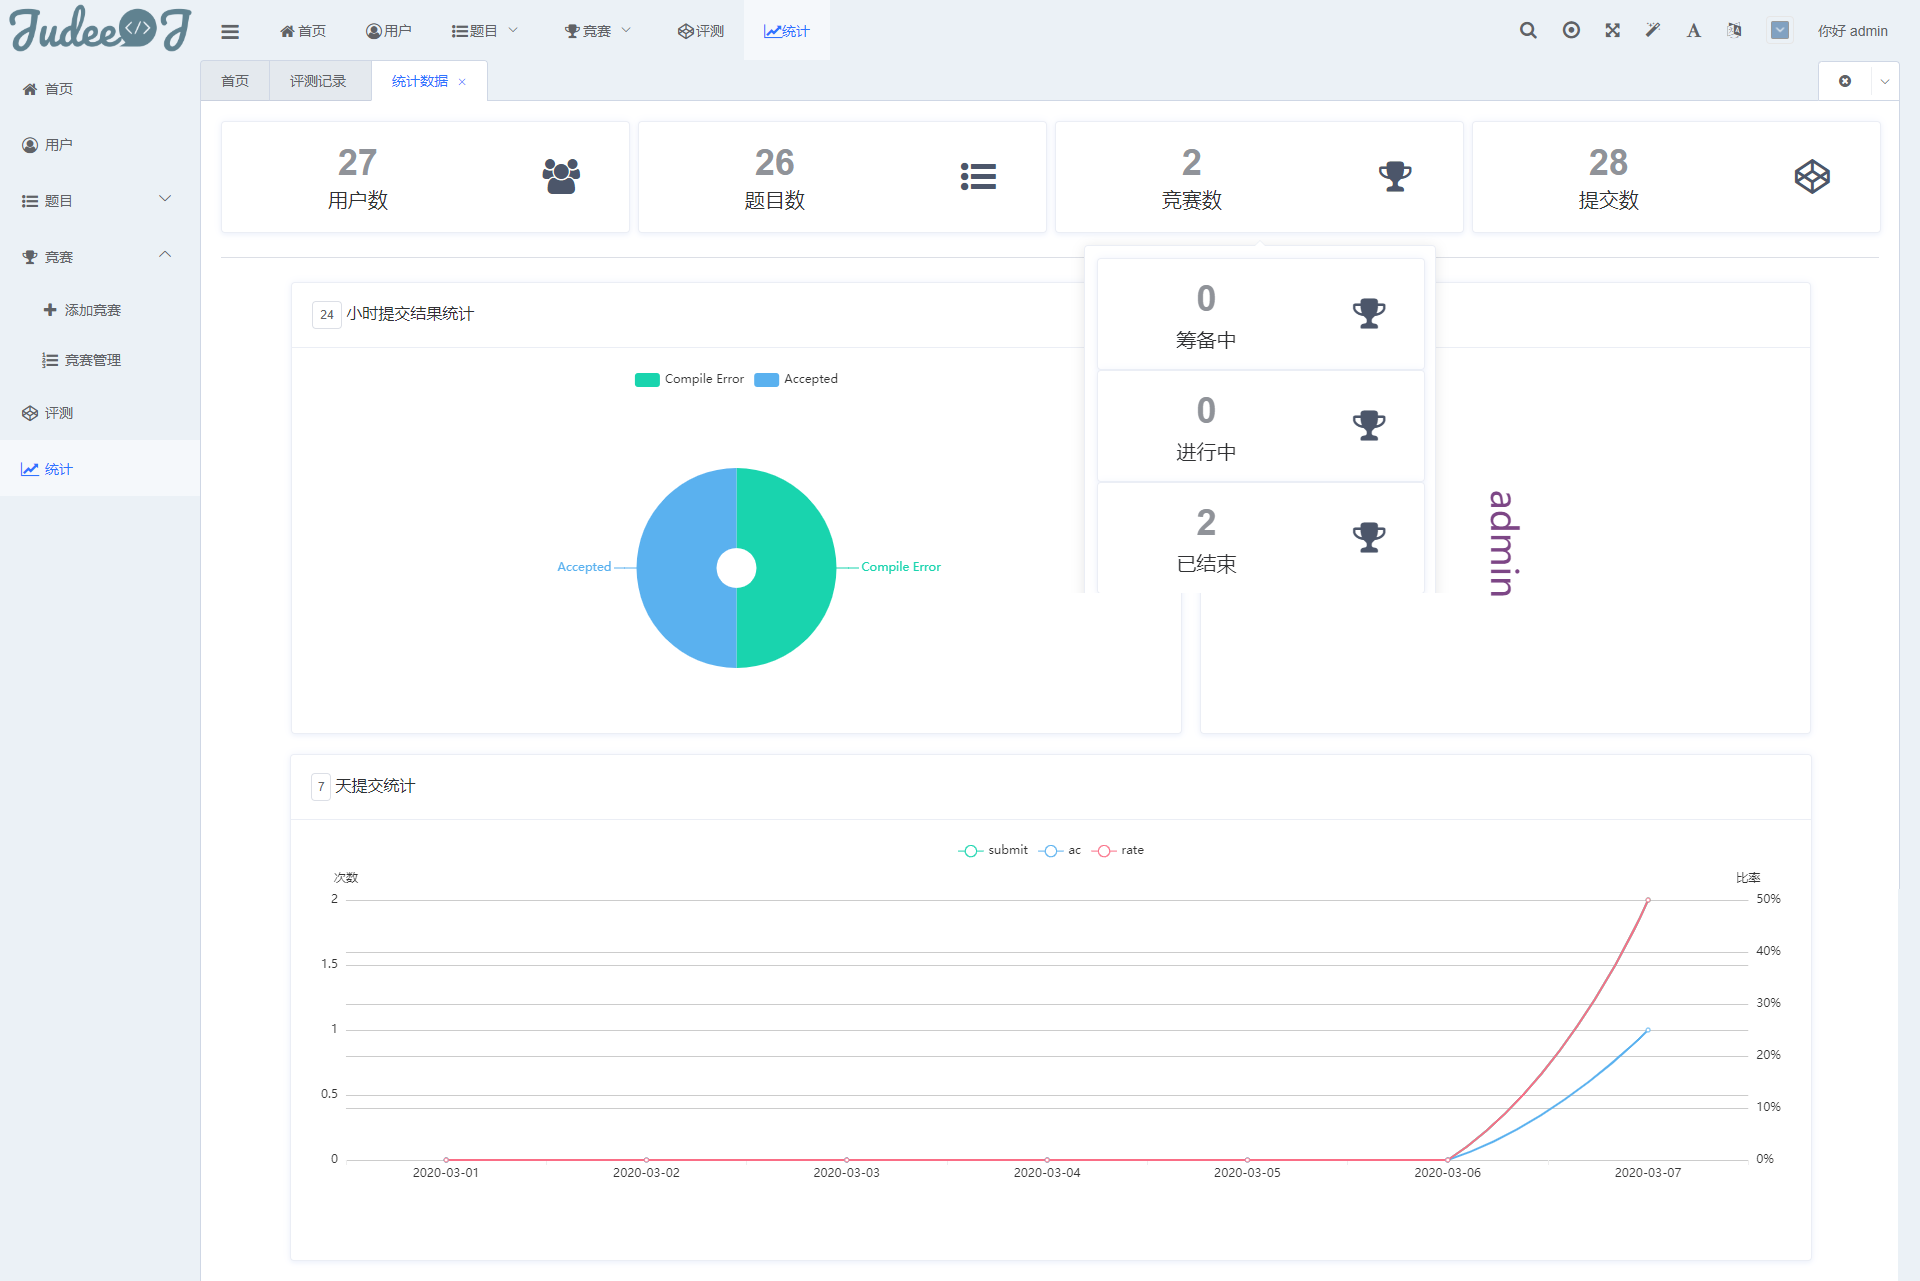 JudeeOJ
首页 用户 题目 竞赛 评测 统计
你好 admin
首页
用户
题目
竞赛
添加竞赛
竞赛管理
评测
统计
首页 评测记录 统计数据
27
用户数
26
题目数
2
竞赛数
28
提交数
0
筹备中
0
进行中
2
已结束
24 小时提交结果统计
Compile Error Accepted
Accepted
Compile Error
admin
7 天提交统计
submit ac rate
次数 比率
2 50%
40%
1.5
30%
1
20%
0.5
10%
0 0%
2020-03-01 2020-03-02 2020-03-03 2020-03-04 2020-03-05 2020-03-06 2020-03-07